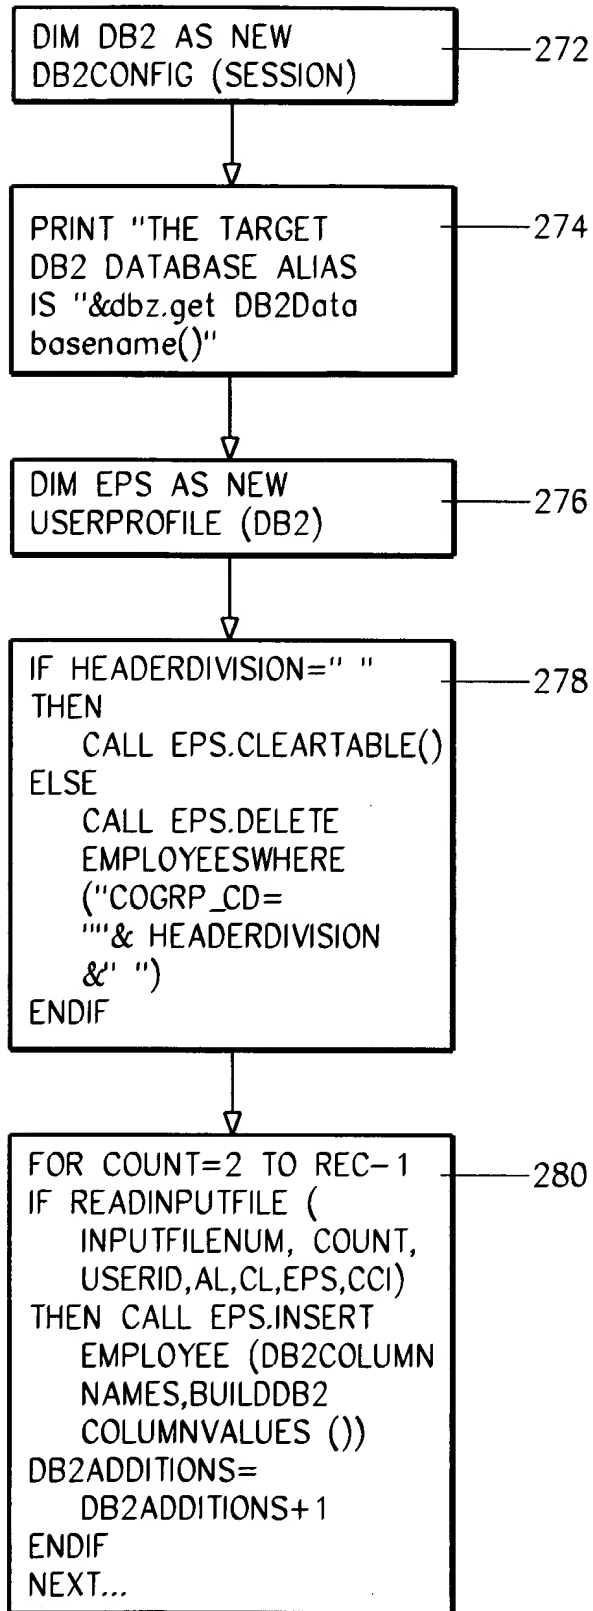 DIM DB2 AS NEW
DB2CONFIG (SESSION)
272
PRINT "THE TARGET
DB2 DATABASE ALIAS
IS "&dbz.get DB2Data
basename()"
274
DIM EPS AS NEW
USERPROFILE (DB2)
276
IF HEADERDIVISION=" "
THEN
CALL EPS.CLEARTABLE()
ELSE
CALL EPS.DELETE
EMPLOYEESWHERE
("COGRP_CD=
""& HEADERDIVISION
&" ")
ENDIF
278
FOR COUNT=2 TO REC-1
IF READINPUTFILE (
INPUTFILENUM, COUNT,
USERID,AL,CL,EPS,CCI)
THEN CALL EPS.INSERT
EMPLOYEE (DB2COLUMN
NAMES,BUILDDB2
COLUMNVALUES ())
DB2ADDITIONS=
DB2ADDITIONS+1
ENDIF
NEXT...
280